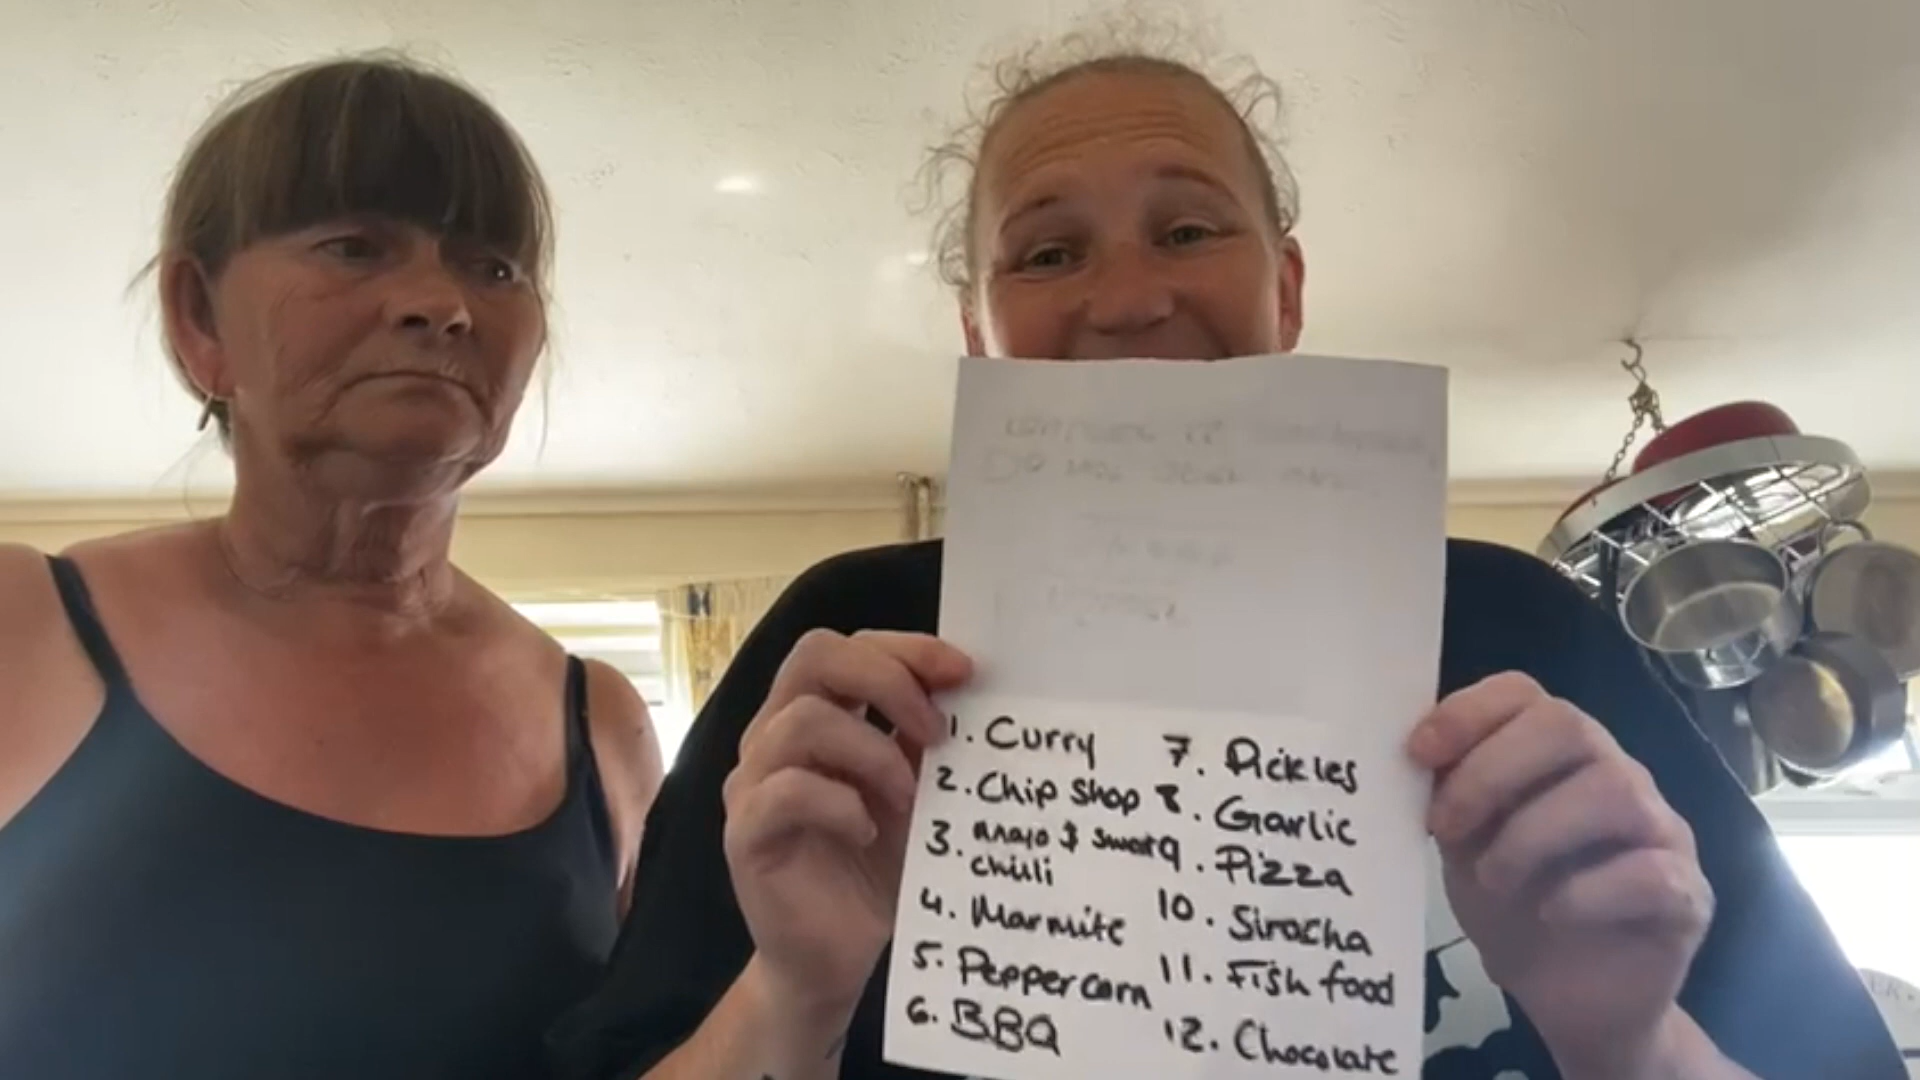 1. Curry
2. Chip Shop
3. mayo & sweet
chilli
4. Marmite
5. Peppercorn
6. BBQ
7. Pickles
8. Garlic
9. Pizza
10. Siracha
11. Fish food
12. Chocolate